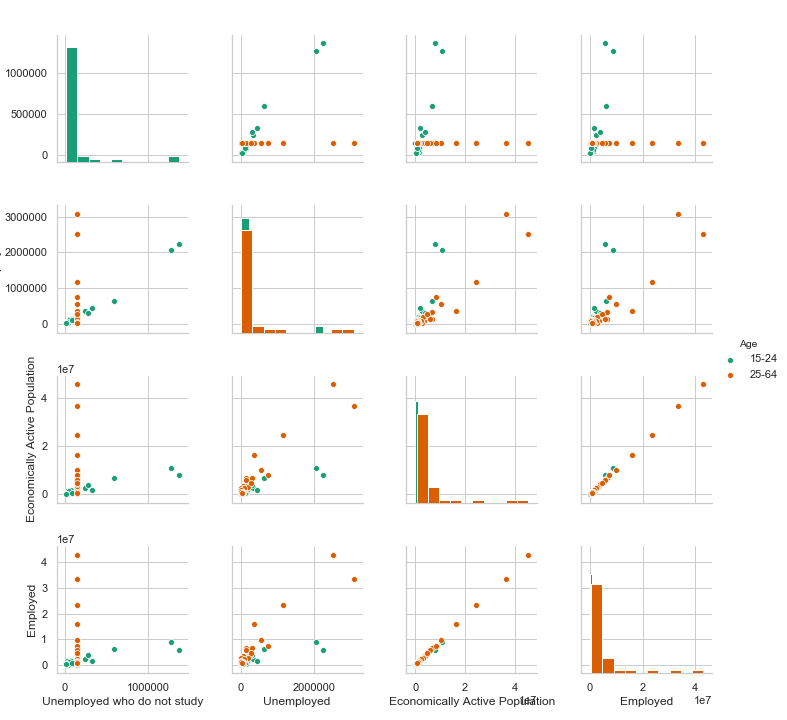 1000000
500000
0
3000000
2000000
1000000
0
1e7
Economically Active Population
4
2
0
1e7
Employed
4
3
2
1
0
0
1000000
0
2000000
0
2
4
1e7
0
2
4
1e7
Unemployed who do not study
Unemployed
Economically Active Population
Employed
Age
15-24
25-64